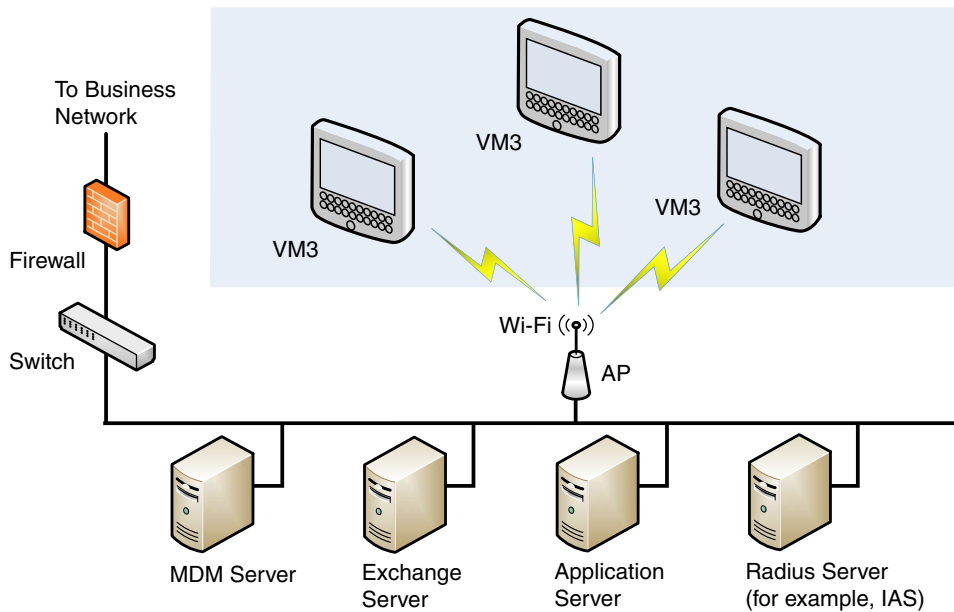 To Business
Network
VM3
VM3
VM3
Firewall
Wi-Fi
Switch
AP
MDM Server
Exchange
Server
Application
Server
Radius Server
(for example, IAS)